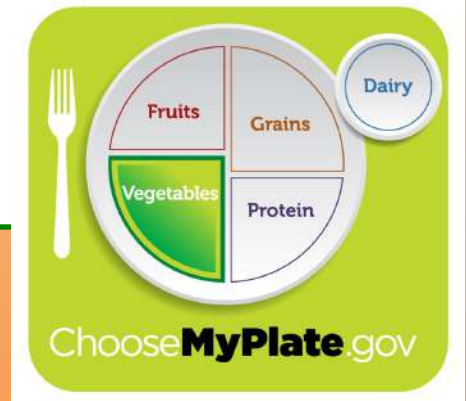 Dairy
Fruits
Grains
Vegetables
Protein
ChooseMyPlate.gov